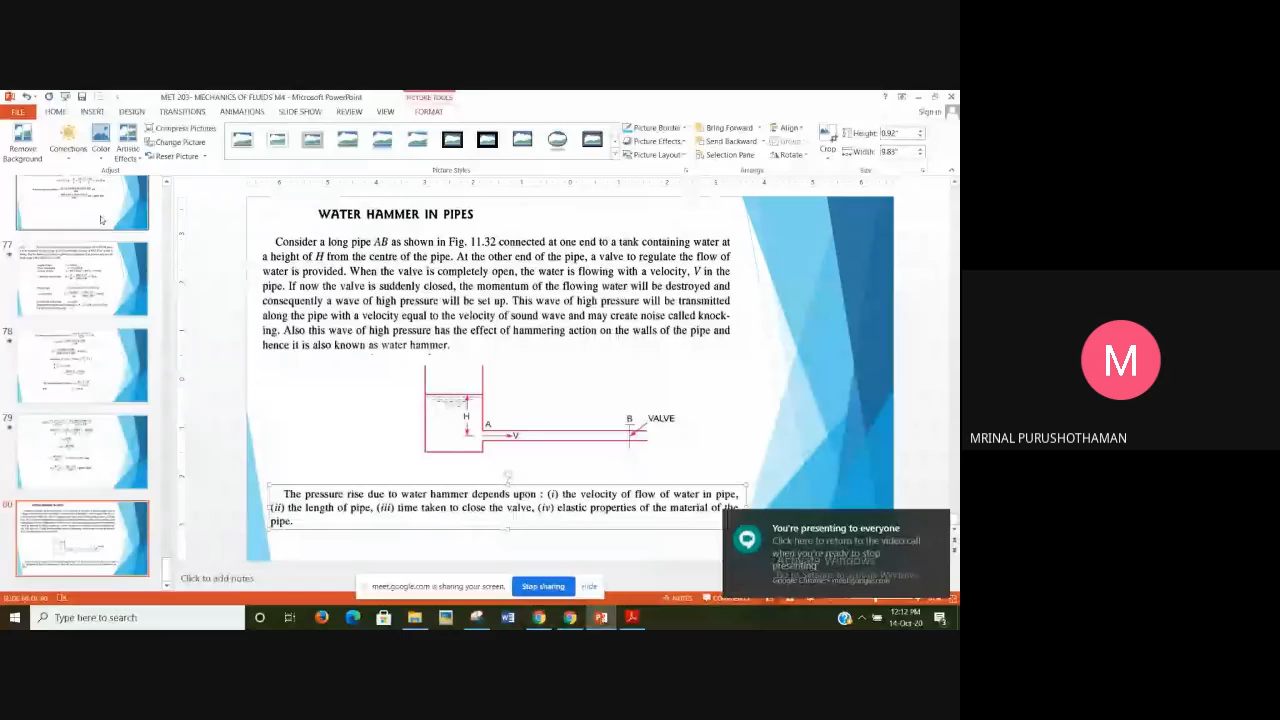 MET 203- MECHANICS OF FLUIDS M4 - Microsoft PowerPoint
PICTURE TOOLS
Sign in
FILE HOME INSERT DESIGN TRANSITIONS ANIMATIONS SLIDE SHOW REVIEW VIEW FORMAT
Remove Background
Corrections
Color
Artistic Effects
Compress Pictures
Change Picture
Reset Picture
Picture Border
Picture Effects
Picture Layout
Bring Forward
Send Backward
Selection Pane
Align
Group
Rotate
Crop
Height: 0.92"
Width: 9.83"
Adjust
Picture Styles
Arrange
Size
77
78
79
80
WATER HAMMER IN PIPES
Consider a long pipe AB as shown in Fig. 11.32 connected at one end to a tank containing water at
a height of H from the centre of the pipe. At the other end of the pipe, a valve to regulate the flow of
water is provided. When the valve is completely open, the water is flowing with a velocity, V in the
pipe. If now the valve is suddenly closed, the momentum of the flowing water will be destroyed and
consequently a wave of high pressure will be set up. This wave of high pressure will be transmitted
along the pipe with a velocity equal to the velocity of sound wave and may create noise called knock-
ing. Also this wave of high pressure has the effect of hammering action on the walls of the pipe and
hence it is also known as water hammer.
H
A
V
B
VALVE
The pressure rise due to water hammer depends upon : (i) the velocity of flow of water in pipe,
(ii) the length of pipe, (iii) time taken to close the valve, (iv) elastic properties of the material of the
pipe.
Click to add notes
You're presenting to everyone
Click here to return to the video call
when you're ready to stop
presenting
Google Chrome • meet.google.com
Activate Windows
meet.google.com is sharing your screen.
Stop sharing
Hide
NOTES
COMMENTS
Type here to search
12:12 PM
14-Oct-20
M
MRINAL PURUSHOTHAMAN